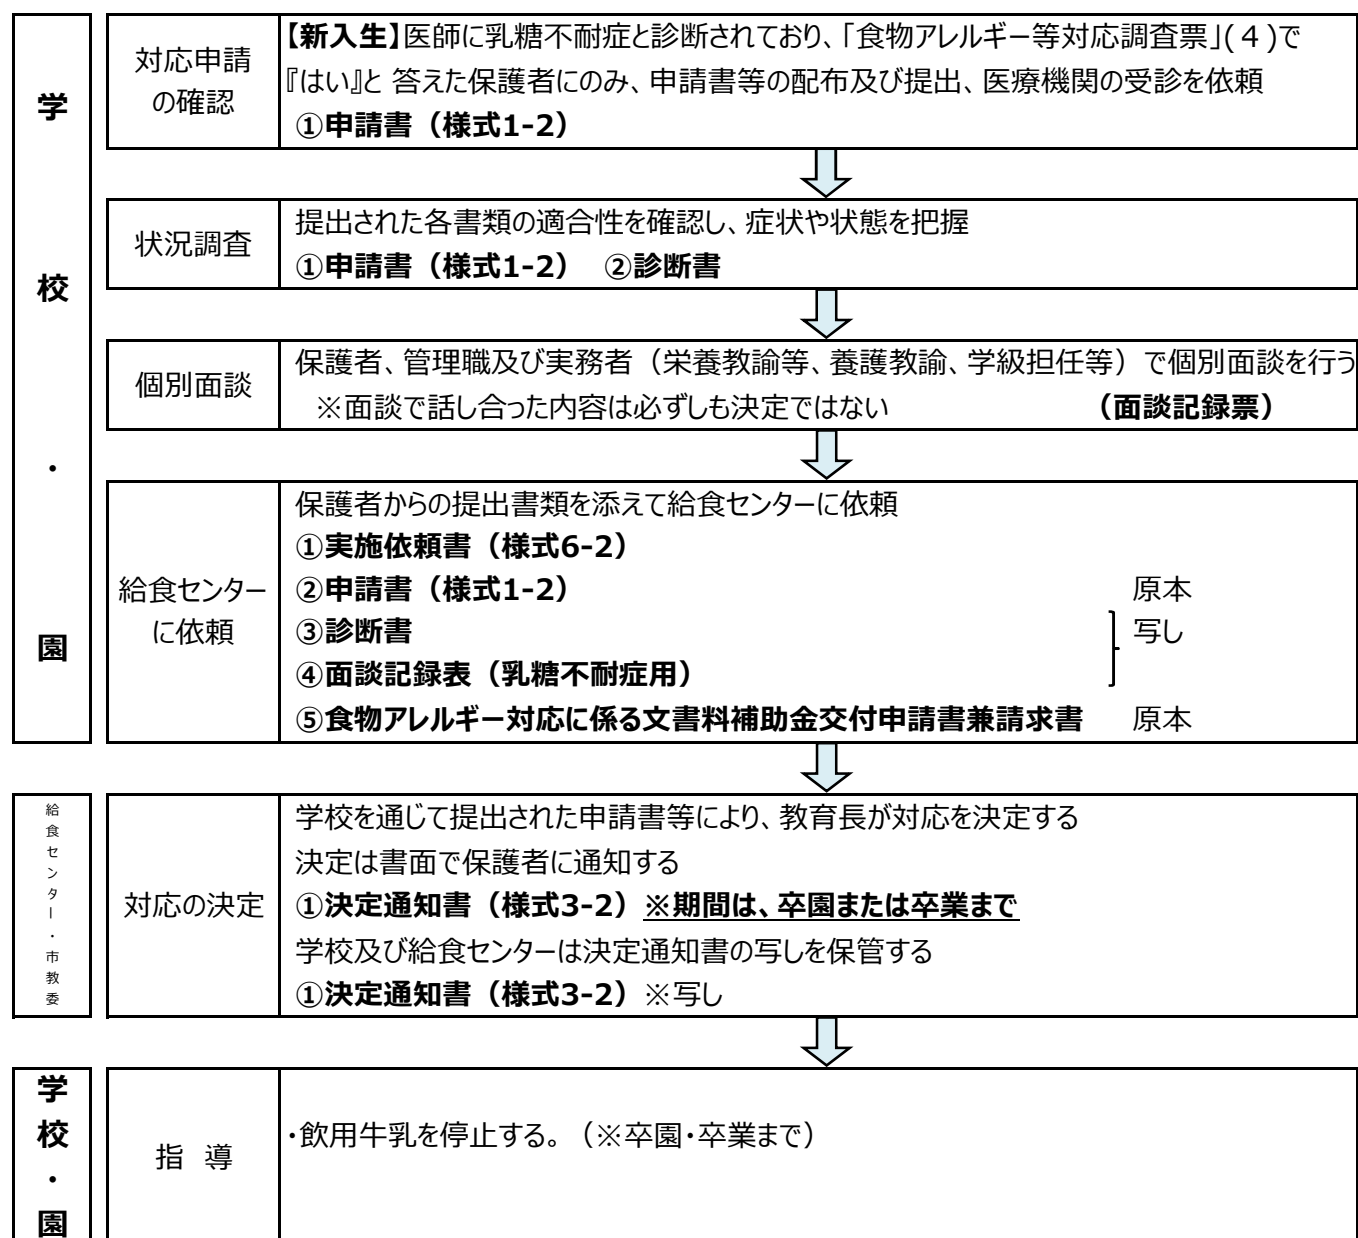 学校・園
対応申請
の確認
【新入生】医師に乳糖不耐症と診断されており、「食物アレルギー等対応調査票」(４)で
『はい』と 答えた保護者にのみ、申請書等の配布及び提出、医療機関の受診を依頼
①申請書（様式1-2）
状況調査
提出された各書類の適合性を確認し、症状や状態を把握
①申請書（様式1-2）　②診断書
個別面談
保護者、管理職及び実務者（栄養教諭等、養護教諭、学級担任等）で個別面談を行う
※面談で話し合った内容は必ずしも決定ではない　（面談記録票）
給食センター
に依頼
保護者からの提出書類を添えて給食センターに依頼
①実施依頼書（様式6-2）
②申請書（様式1-2）　原本
③診断書　写し
④面談記録表（乳糖不耐症用）
⑤食物アレルギー対応に係る文書料補助金交付申請書兼請求書　原本
給食センター・市教委
対応の決定
学校を通じて提出された申請書等により、教育長が対応を決定する
決定は書面で保護者に通知する
①決定通知書（様式3-2）※期間は、卒園または卒業まで
学校及び給食センターは決定通知書の写しを保管する
①決定通知書（様式3-2）※写し
学校・園
指　導
・飲用牛乳を停止する。（※卒園・卒業まで）